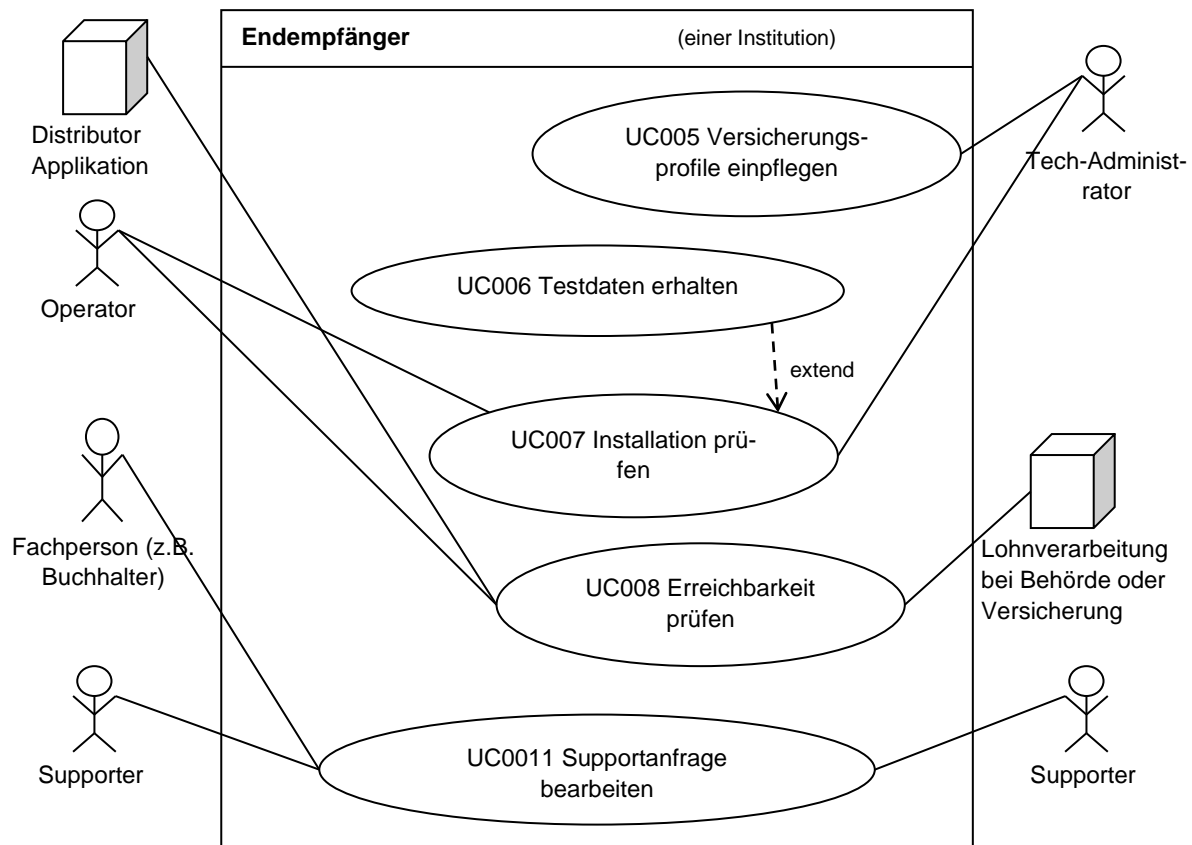 Endempfänger (einer Institution)
Distributor
Applikation
UC005 Versicherungs-
profile einpflegen
Tech-Administ-
rator
Operator
UC006 Testdaten erhalten
extend
UC007 Installation prü-
fen
Fachperson (z.B.
Buchhalter)
UC008 Erreichbarkeit
prüfen
Lohnverarbeitung
bei Behörde oder
Versicherung
Supporter
UC0011 Supportanfrage
bearbeiten
Supporter